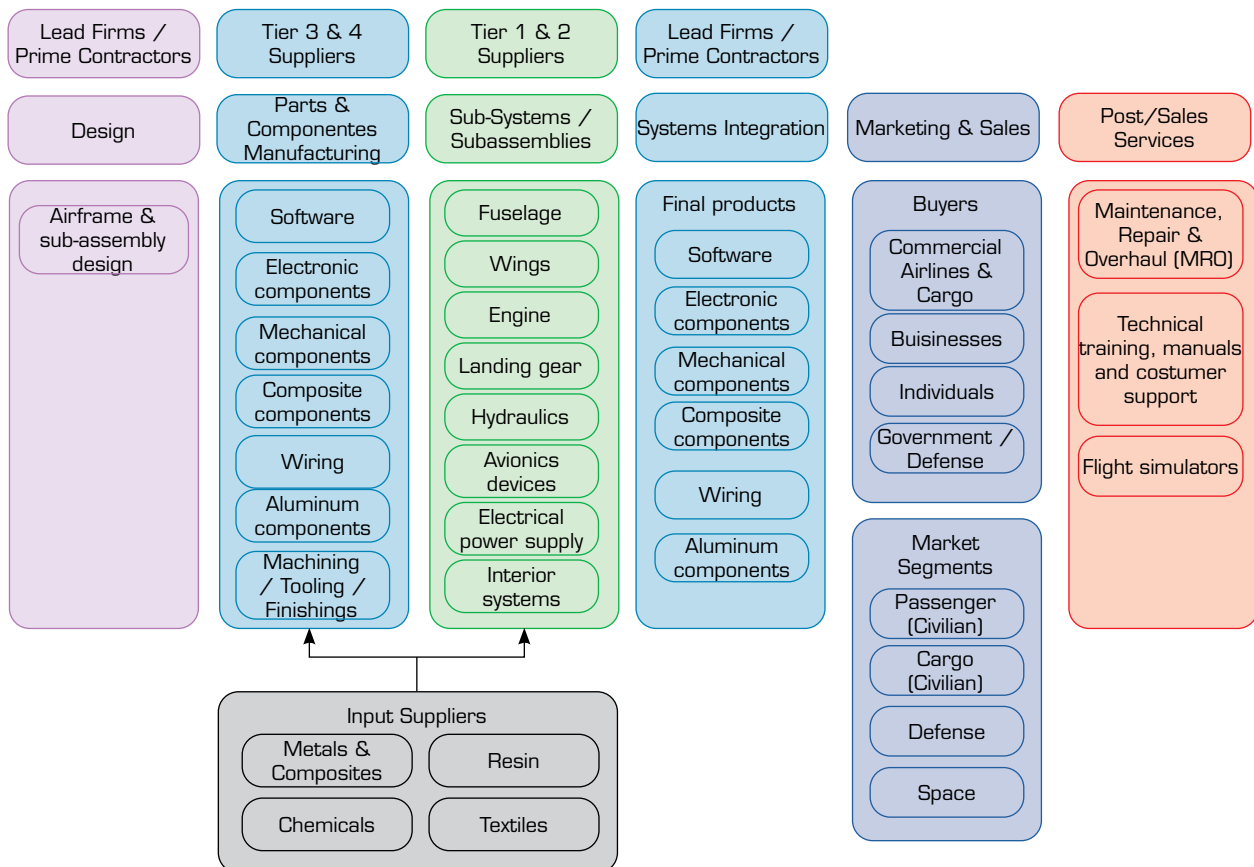 Lead Firms /
Prime Contractors
Tier 3 & 4
Suppliers
Tier 1 & 2
Suppliers
Lead Firms /
Prime Contractors
Design
Parts &
Componentes
Manufacturing
Sub-Systems /
Subassemblies
Systems Integration
Marketing & Sales
Post/Sales
Services
Airframe &
sub-assembly
design
Software
Electronic
components
Mechanical
components
Composite
components
Wiring
Aluminum
components
Machining
/ Tooling /
Finishings
Fuselage
Wings
Engine
Landing gear
Hydraulics
Avionics
devices
Electrical
power supply
Interior
systems
Final products
Software
Electronic
components
Mechanical
components
Composite
components
Wiring
Aluminum
components
Buyers
Commercial
Airlines &
Cargo
Buisinesses
Individuals
Government /
Defense
Market
Segments
Passenger
(Civilian)
Cargo
(Civilian)
Defense
Space
Maintenance,
Repair &
Overhaul (MRO)
Technical
training, manuals
and costumer
support
Flight simulators
Input Suppliers
Metals &
Composites
Resin
Chemicals
Textiles